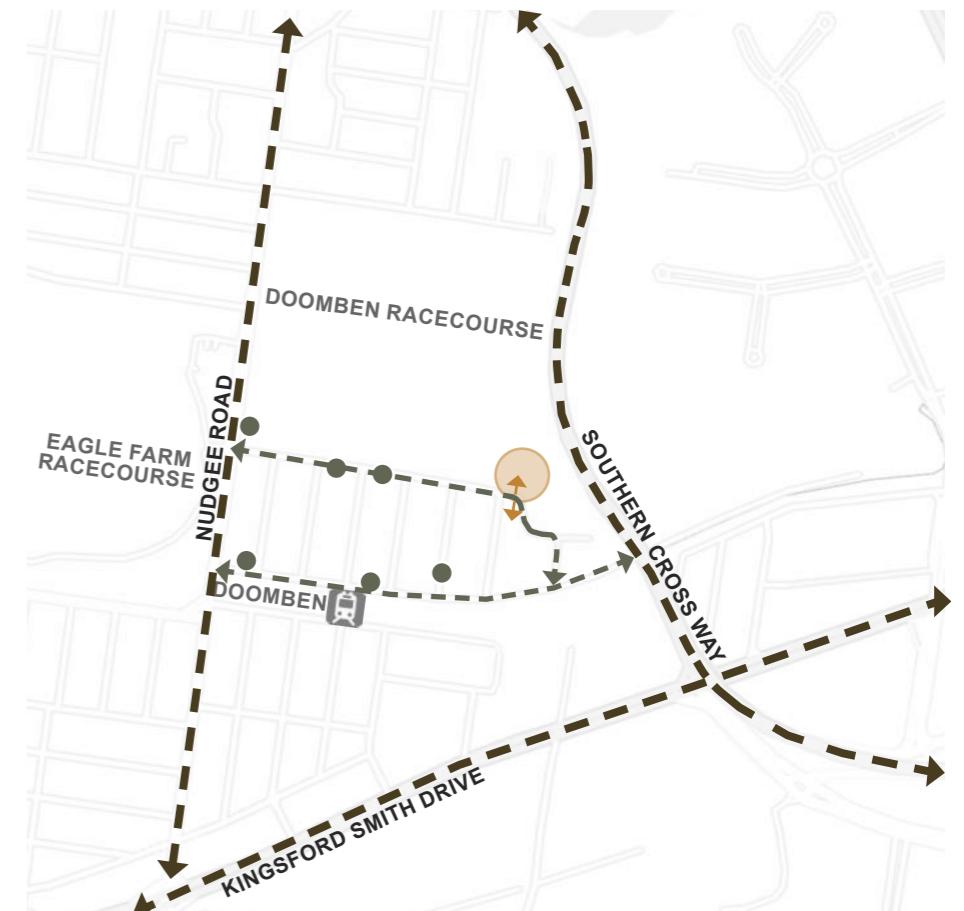 DOOMBEN RACECOURSE
NUDGEE ROAD
EAGLE FARM
RACECOURSE
SOUTHERN CROSS WAY
DOOMBEN
KINGSFORD SMITH DRIVE